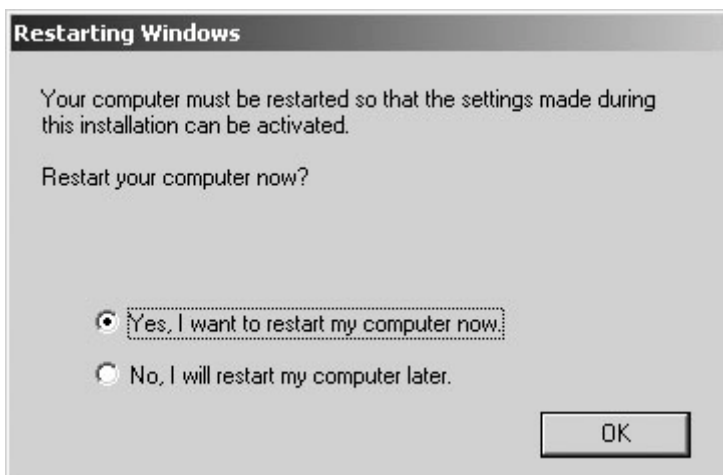 Restarting Windows
Your computer must be restarted so that the settings made during
this installation can be activated.
Restart your computer now?
Yes, I want to restart my computer now.
No, I will restart my computer later.
OK